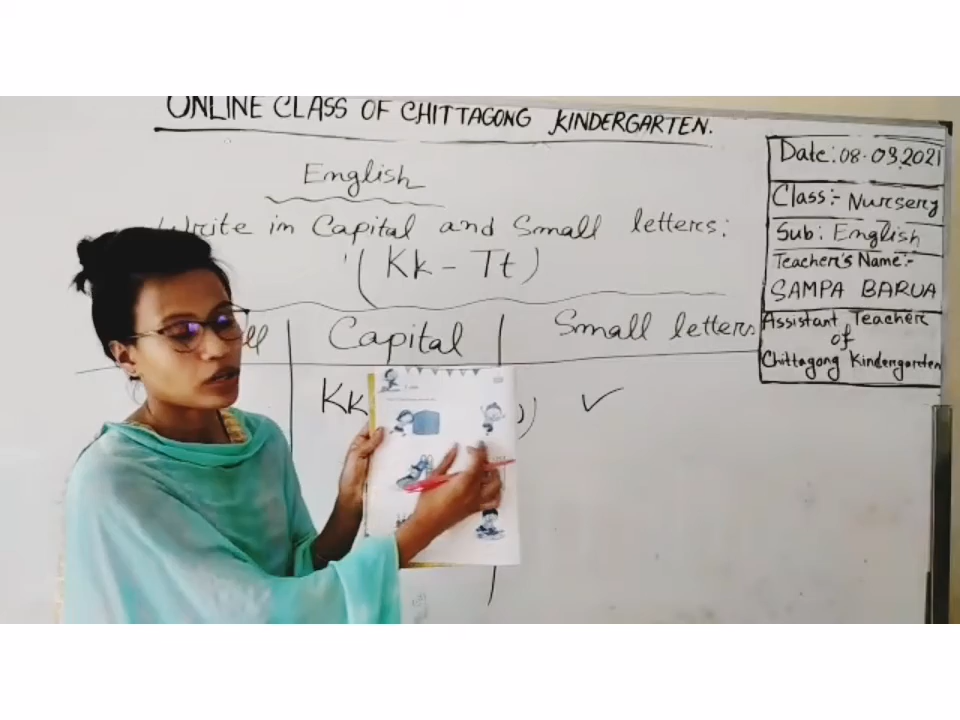 ONLINE CLASS OF CHITTAGONG KINDERGARTEN.
English
Write in Capital and Small letters:
(Kk - Tt)
Capital
Small letters
Kk
✓
Date: 08.03.2021
Class:- Nursery
Sub: English
Teacher's Name:-
SAMPA BARUA
Assistant Teacher
of
Chittagong Kindergarten